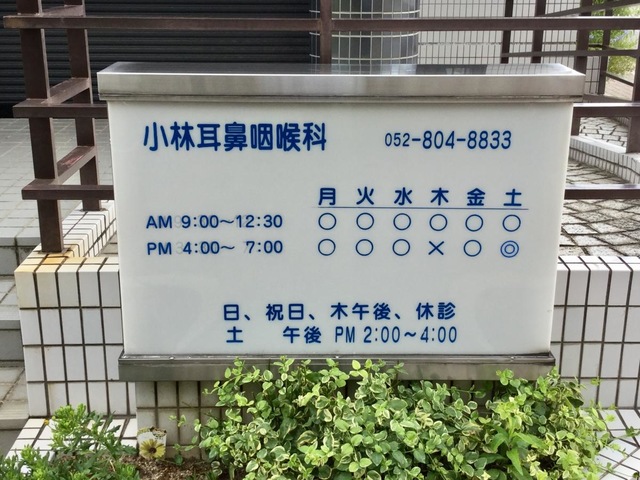 小林耳鼻咽喉科 052-804-8833
月 火 水 木 金 土
AM 9:00〜12:30 ○ ○ ○ ○ ○ ○
PM 4:00〜 7:00 ○ ○ ○ × ○ ◎
日、祝日、木午後、休診
土 午後 PM 2:00〜4:00